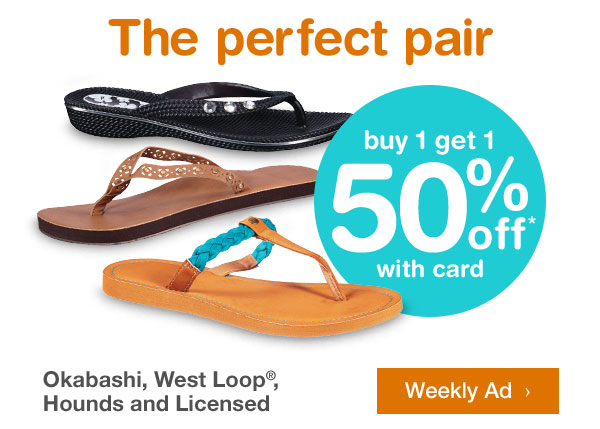 The perfect pair
buy 1 get 1
50% off*
with card
Okabashi, West Loop®,
Hounds and Licensed
Weekly Ad ›